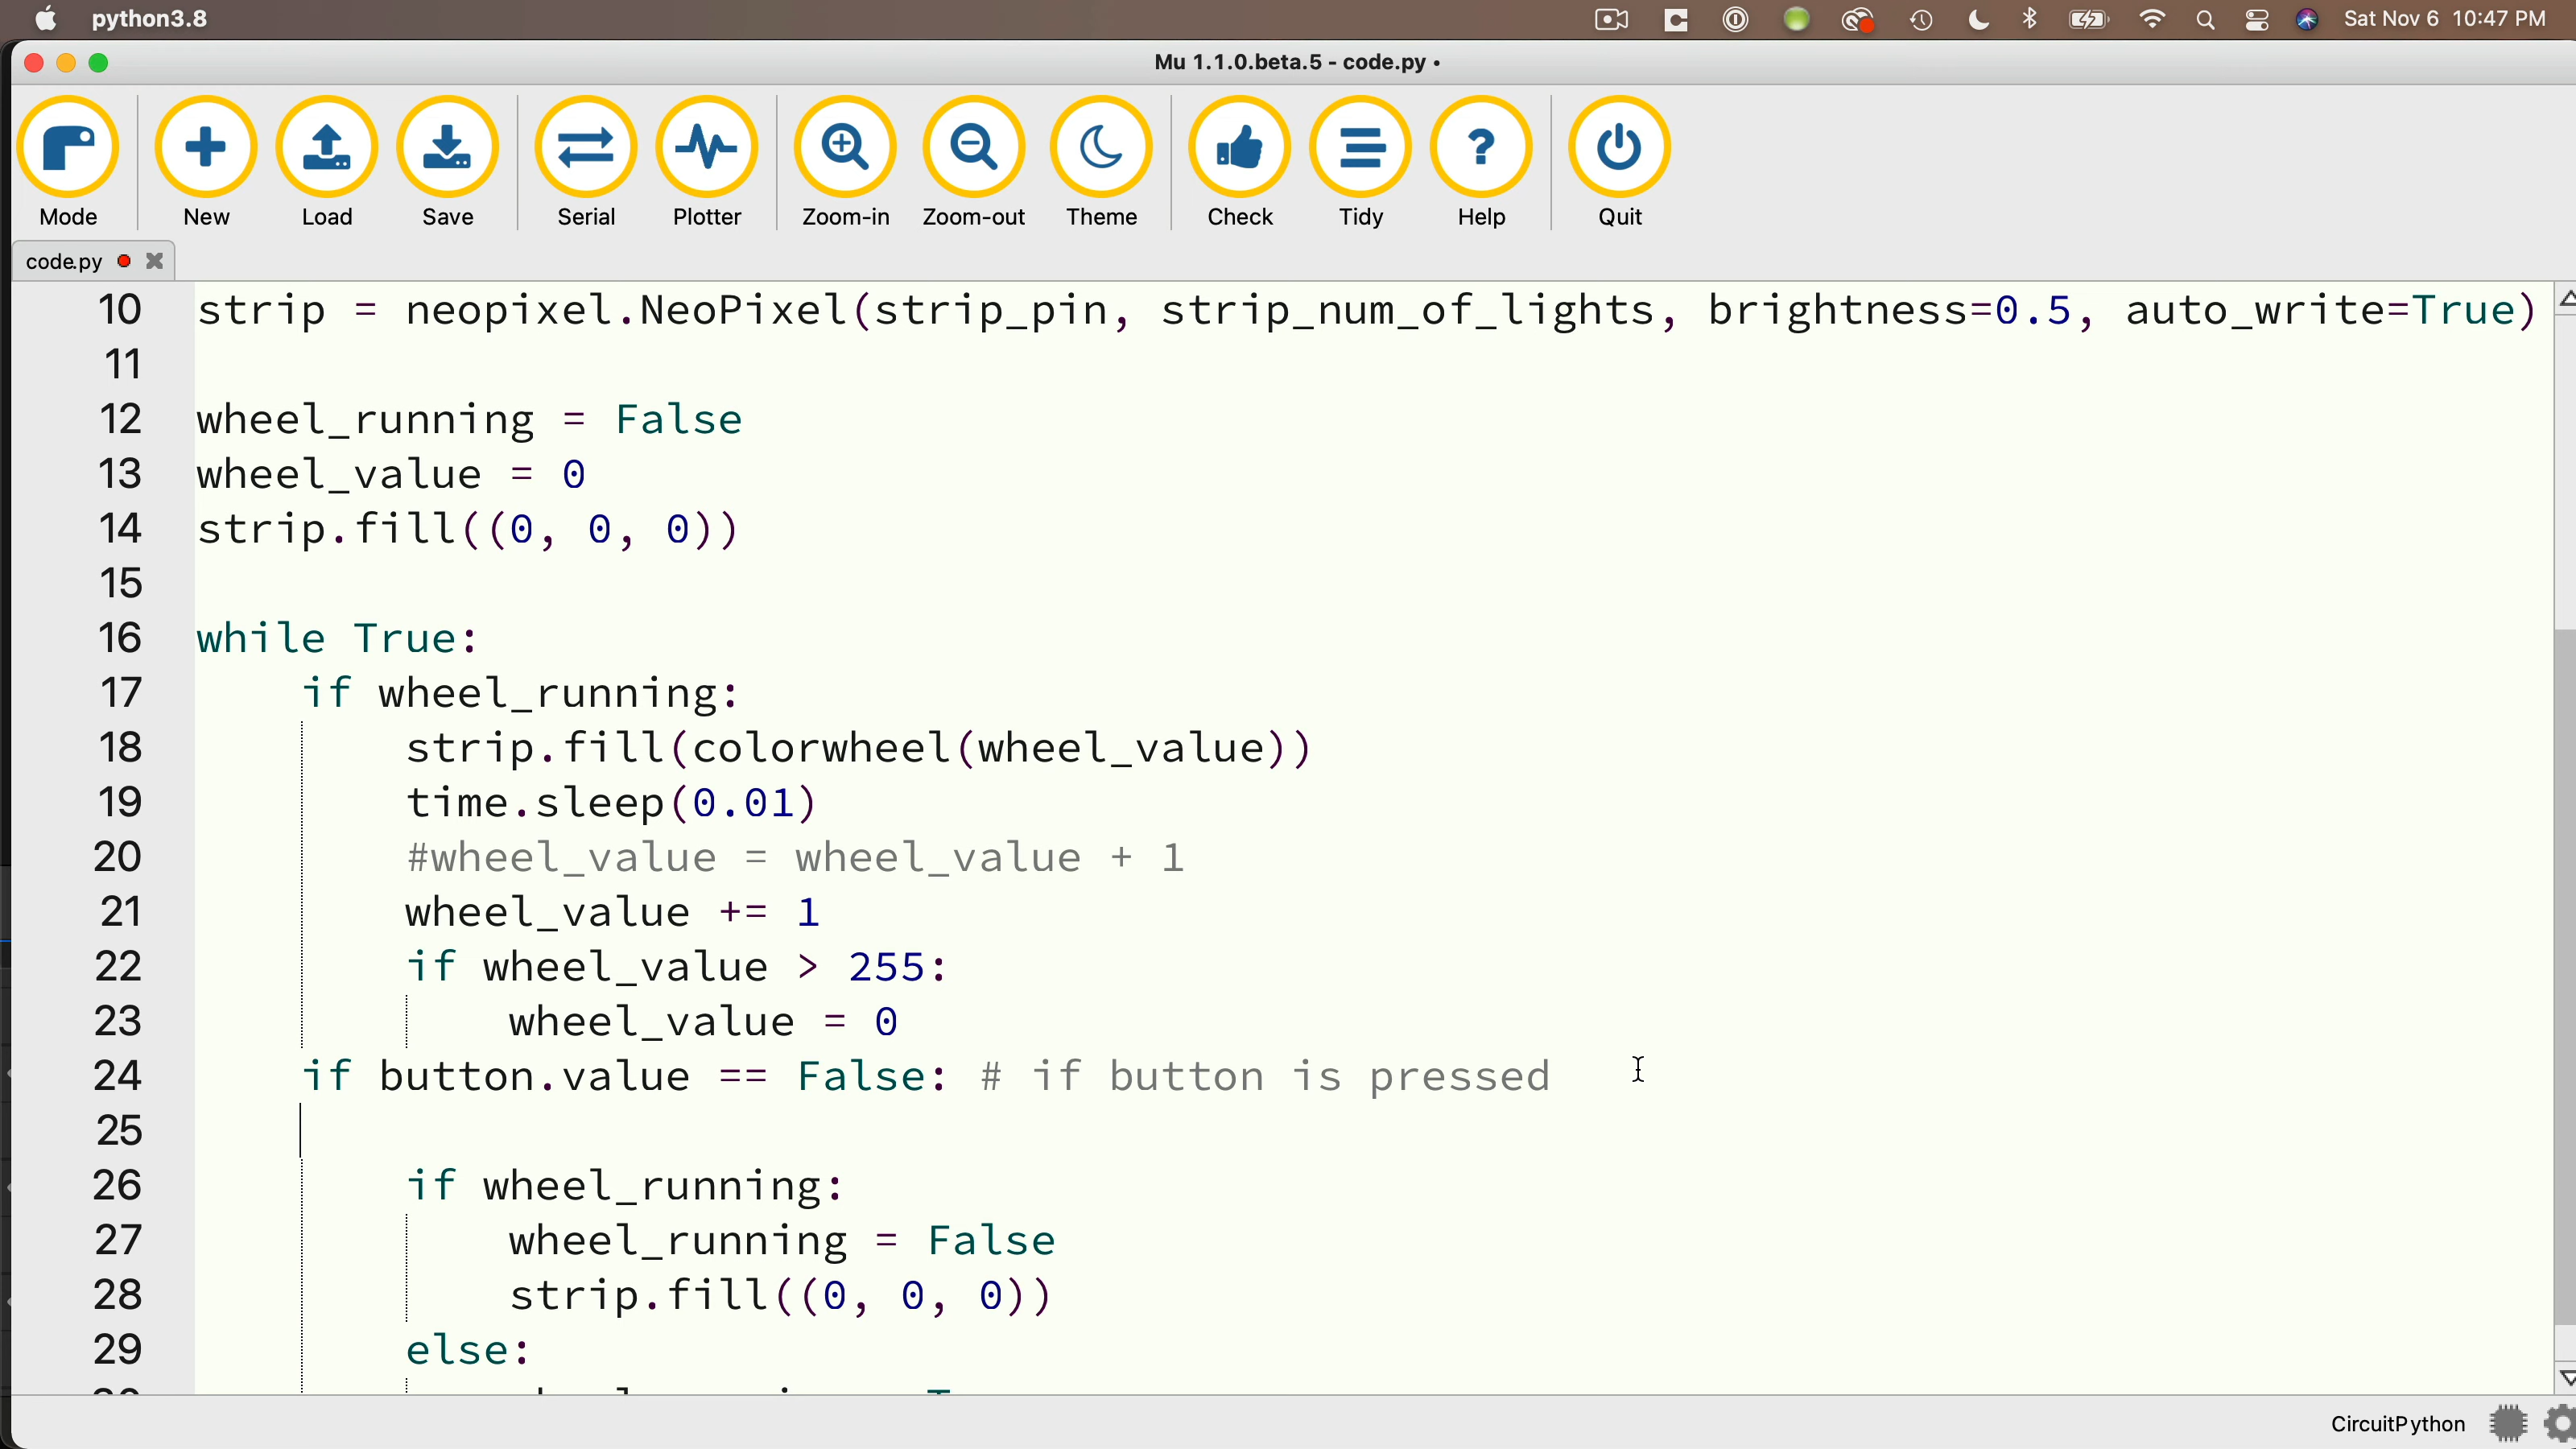 python3.8
Sat Nov 6 10:47 PM
Mu 1.1.0.beta.5 - code.py •
Mode New Load Save Serial Plotter Zoom-in Zoom-out Theme Check Tidy Help Quit
code.py
10 strip = neopixel.NeoPixel(strip_pin, strip_num_of_lights, brightness=0.5, auto_write=True)
11
12 wheel_running = False
13 wheel_value = 0
14 strip.fill((0, 0, 0))
15
16 while True:
17 if wheel_running:
18 strip.fill(colorwheel(wheel_value))
19 time.sleep(0.01)
20 #wheel_value = wheel_value + 1
21 wheel_value += 1
22 if wheel_value > 255:
23 wheel_value = 0
24 if button.value == False: # if button is pressed
25
26 if wheel_running:
27 wheel_running = False
28 strip.fill((0, 0, 0))
29 else:
CircuitPython